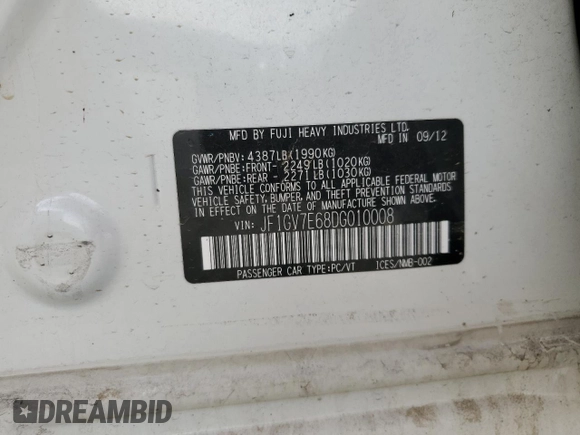 MFD BY FUJI HEAVY INDUSTRIES LTD.
MFD IN 09/12
GVWR/PNBV: 4387LB(1990KG)
GAWR/PNBE:FRONT- 2249LB(1020KG)
GAWR/PNBE:REAR - 2271LB(1030KG)
THIS VEHICLE CONFORMS TO ALL APPLICABLE FEDERAL MOTOR
VEHICLE SAFETY, BUMPER, AND THEFT PREVENTION STANDARDS
IN EFFECT ON THE DATE OF MANUFACTURE SHOWN ABOVE.
VIN: JF1GV7E68DG010008
PASSENGER CAR TYPE:PC/VT ICES/NMB-002
DREAMBID